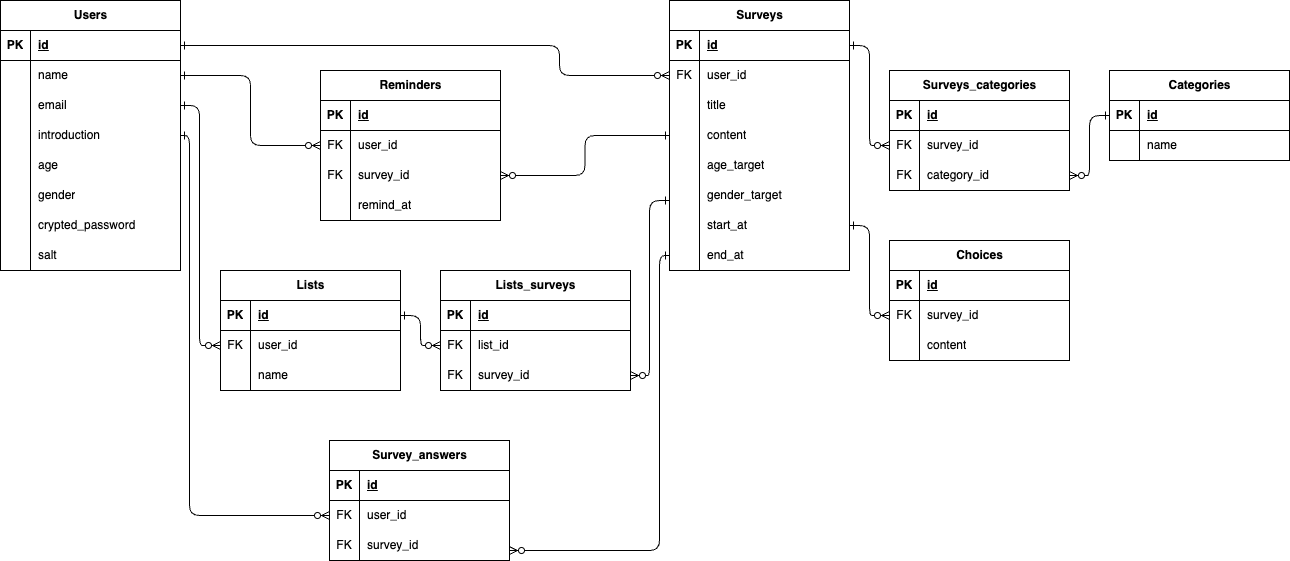 Users
PK id
name
email
introduction
age
gender
crypted_password
salt
Reminders
PK id
FK user_id
FK survey_id
remind_at
Surveys
PK id
FK user_id
title
content
age_target
gender_target
start_at
end_at
Surveys_categories
PK id
FK survey_id
FK category_id
Categories
PK id
name
Choices
PK id
FK survey_id
content
Lists
PK id
FK user_id
name
Lists_surveys
PK id
FK list_id
FK survey_id
Survey_answers
PK id
FK user_id
FK survey_id